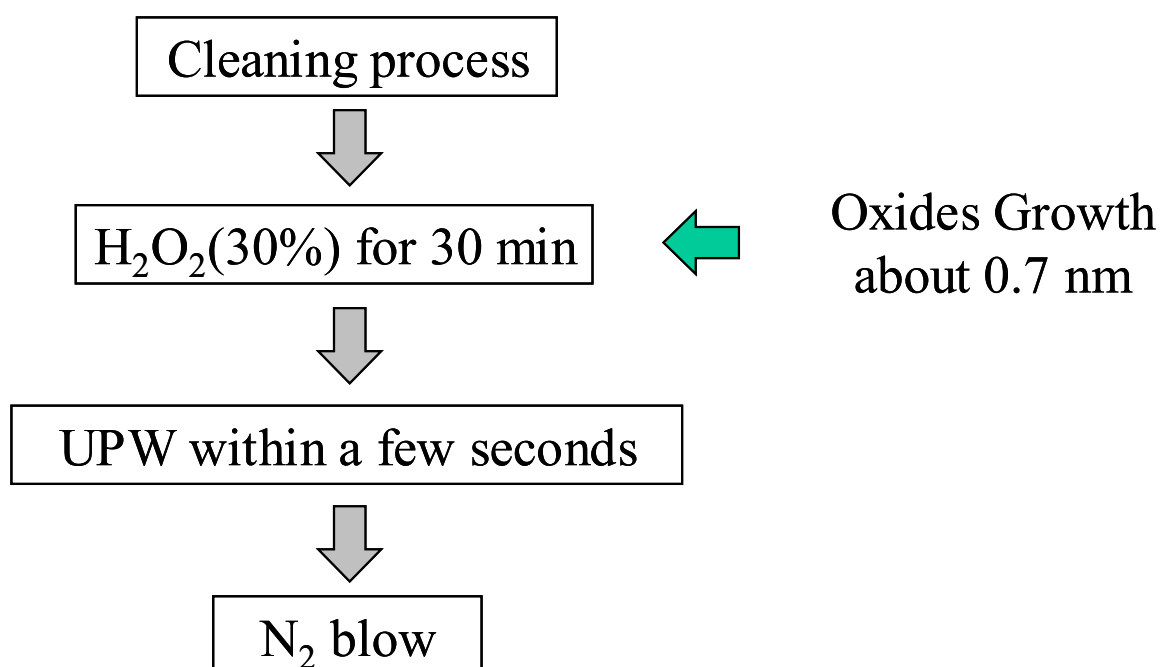 Cleaning process
H₂O₂(30%) for 30 min
Oxides Growth
about 0.7 nm
UPW within a few seconds
N₂ blow